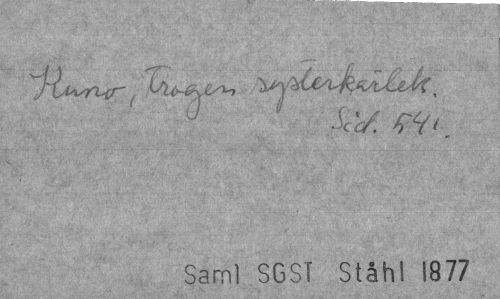 Kuno, Trogen systerkärlek.
Sid. 541.
Saml SGST Ståhl 1877